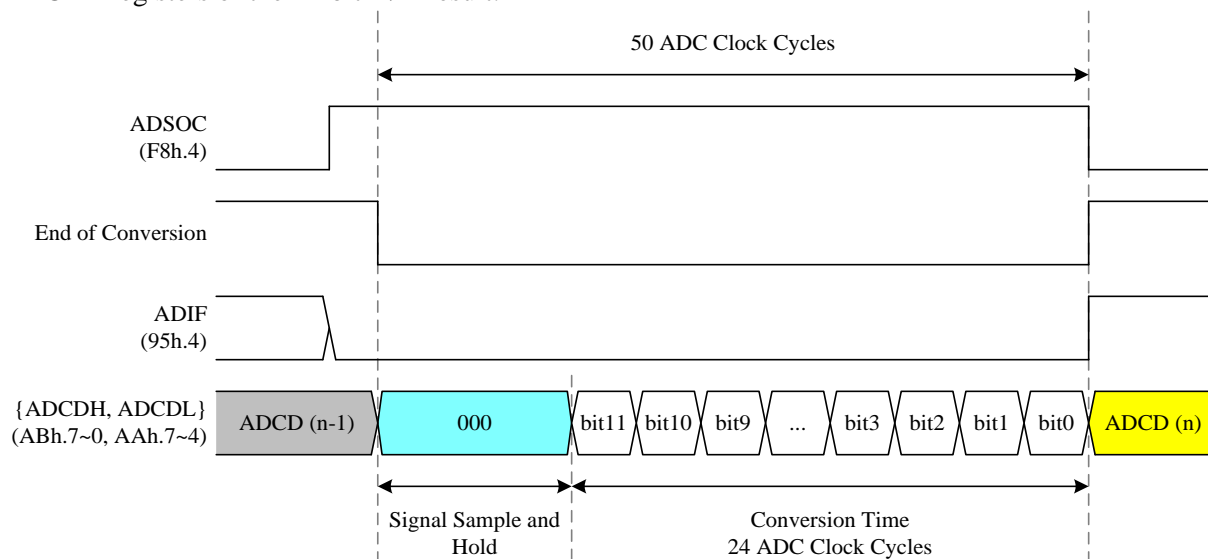 50 ADC Clock Cycles
ADSOC
(F8h.4)
End of Conversion
ADIF
(95h.4)
{ADCDH, ADCDL}
(ABh.7~0, AAh.7~4)
ADCD (n-1)
000
bit11
bit10
bit9
...
bit3
bit2
bit1
bit0
ADCD (n)
Signal Sample and
Hold
Conversion Time
24 ADC Clock Cycles